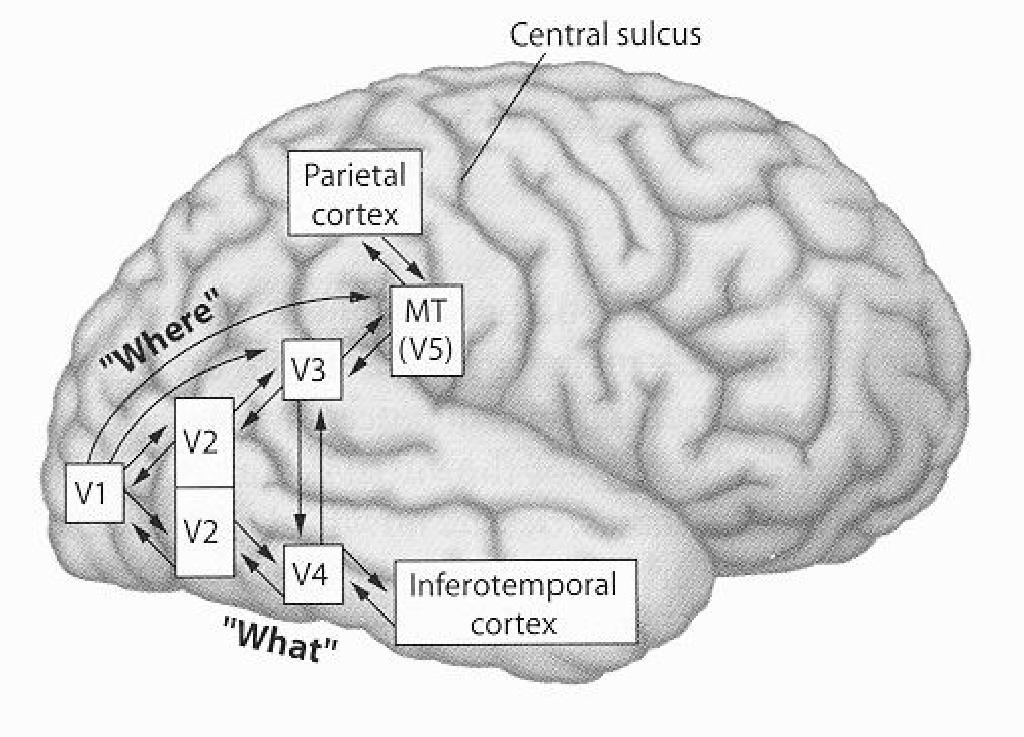 Central sulcus
Parietal
cortex
"Where"
MT
(V5)
V3
V2
V1
V2
V4
Inferotemporal
cortex
"What"